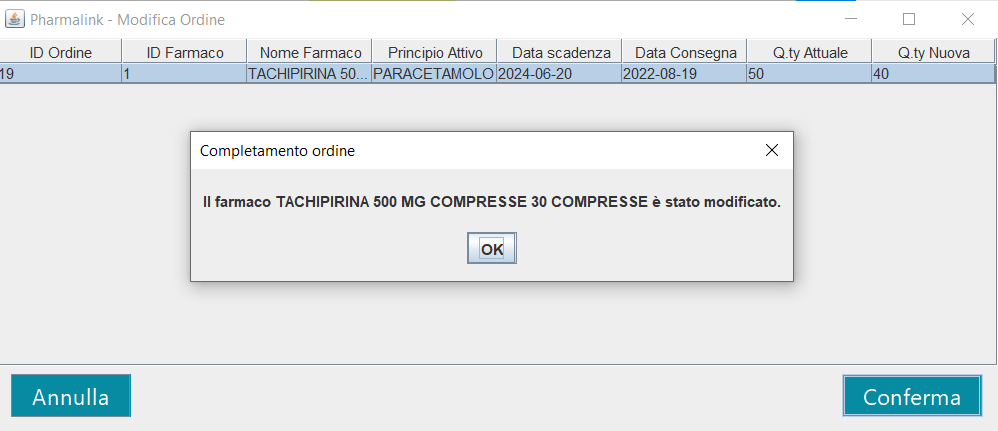 Pharmalink - Modifica Ordine
ID Ordine ID Farmaco Nome Farmaco Principio Attivo Data scadenza Data Consegna Q.ty Attuale Q.ty Nuova
19 1 TACHIPIRINA 50... PARACETAMOLO 2024-06-20 2022-08-19 50 40
Completamento ordine
Il farmaco TACHIPIRINA 500 MG COMPRESSE 30 COMPRESSE è stato modificato.
OK
Annulla Conferma